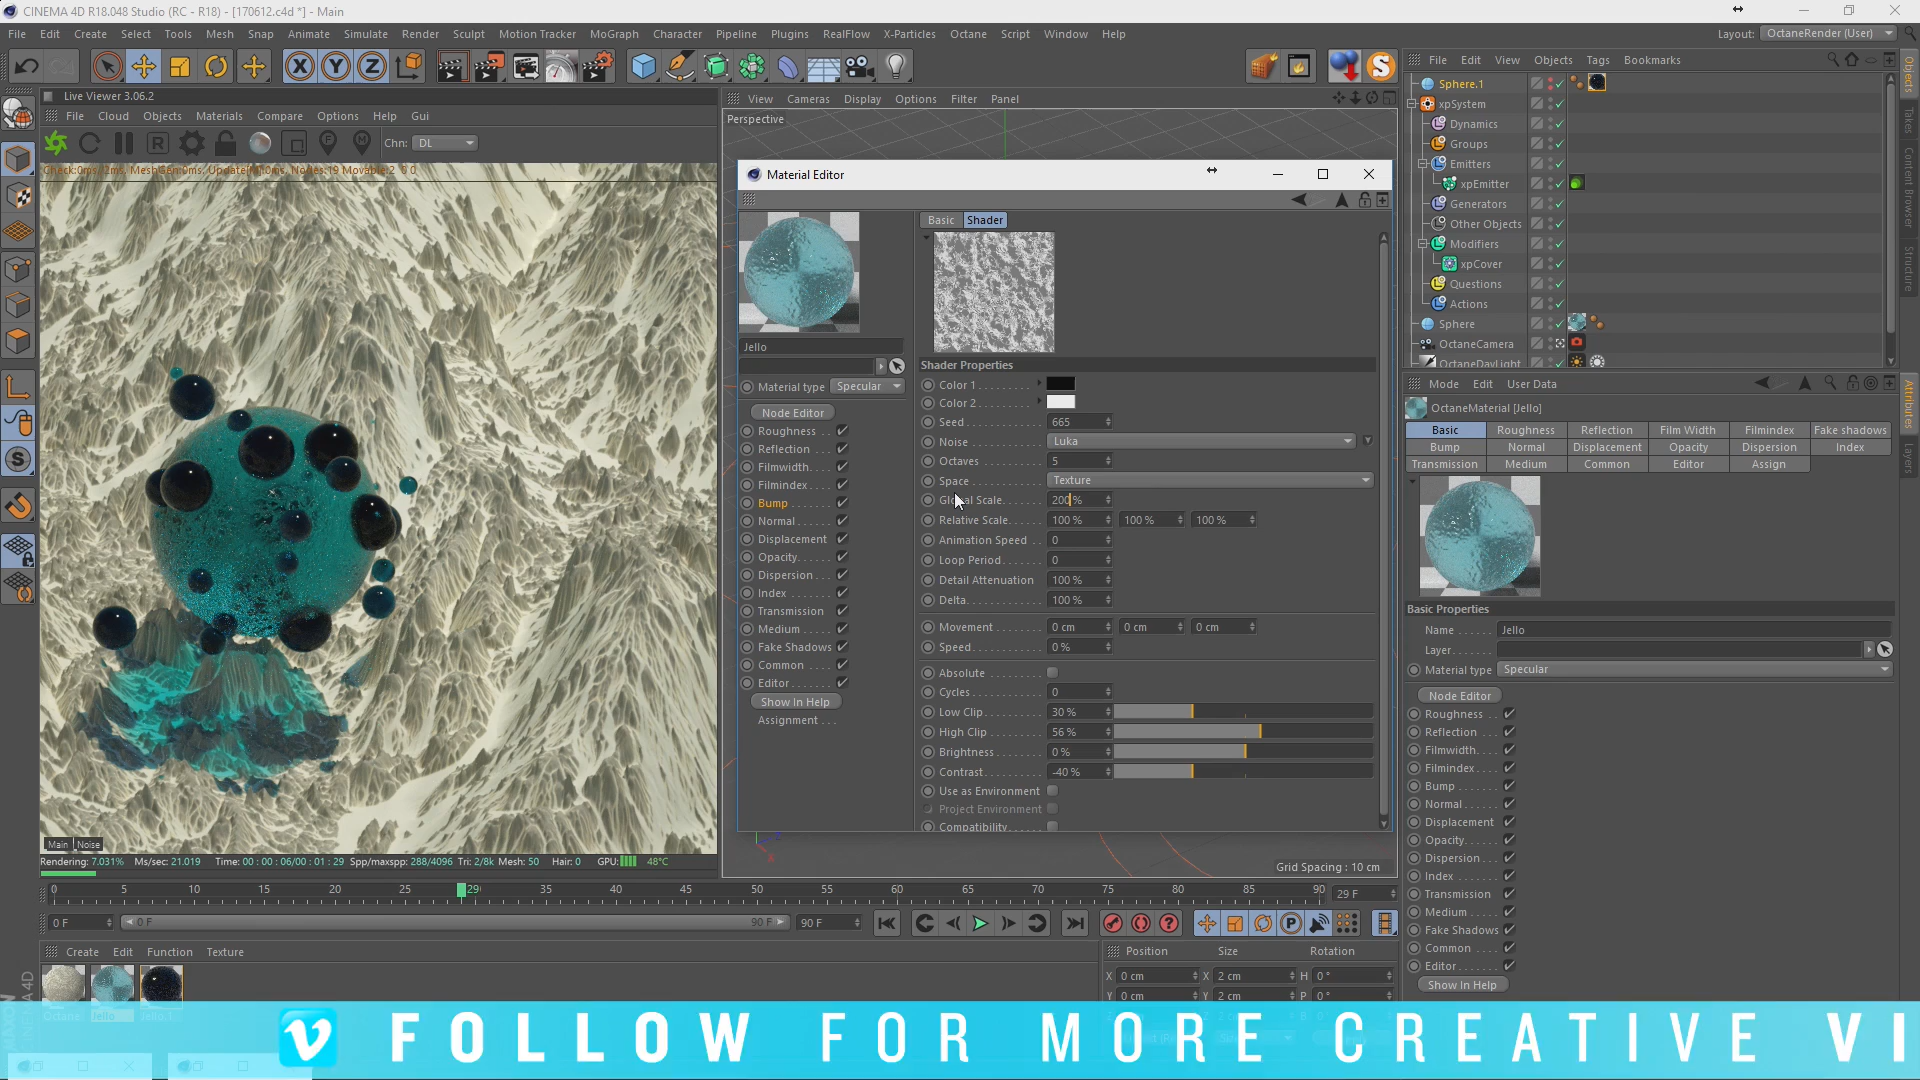 CINEMA 4D R18.048 Studio (RC - R18) - [170612.c4d *] - Main
File Edit Create Select Tools Mesh Snap Animate Simulate Render Sculpt Motion Tracker MoGraph Character Pipeline Plugins RealFlow X-Particles Octane Script Window Help
Layout: OctaneRender (User)
Live Viewer 3.06.2
File Cloud Objects Materials Compare Options Help Gui
Chn: DL
Main Noise
Rendering: 7.031% Ms/sec: 21.019 Time: 00 : 00 : 06/00 : 01 : 29 Spp/maxspp: 288/4096 Tri: 2/8k Mesh: 50 Hair: 0 GPU: 48°C
View Cameras Display Options Filter Panel
Perspective
Grid Spacing : 10 cm
Material Editor
Jello
Material type Specular
Node Editor
Roughness
Reflection
Filmwidth
Filmindex
Bump
Normal
Displacement
Opacity
Dispersion
Index
Transmission
Medium
Fake Shadows
Common
Editor
Show In Help
Assignment
Basic Shader
Shader Properties
Color 1
Color 2
Seed 665
Noise Luka
Octaves 5
Space Texture
Global Scale 200 %
Relative Scale 100 % 100 % 100 %
Animation Speed 0
Loop Period 0
Detail Attenuation 100 %
Delta 100 %
Movement 0 cm 0 cm 0 cm
Speed 0 %
Absolute
Cycles 0
Low Clip 30 %
High Clip 56 %
Brightness 0 %
Contrast -40 %
Use as Environment
Project Environment
Compatibility
File Edit View Objects Tags Bookmarks
Sphere.1
xpSystem
Dynamics
Groups
Emitters
xpEmitter
Generators
Other Objects
Modifiers
xpCover
Questions
Actions
Sphere
OctaneCamera
OctaneDayLight
Objects
Takes
Content Browser
Structure
Attributes
Layers
Mode Edit User Data
OctaneMaterial [Jello]
Basic Roughness Reflection Film Width Filmindex Fake shadows
Bump Normal Displacement Opacity Dispersion Index
Transmission Medium Common Editor Assign
Basic Properties
Name Jello
Layer
Material type Specular
Node Editor
Roughness
Reflection
Filmwidth
Filmindex
Bump
Normal
Displacement
Opacity
Dispersion
Index
Transmission
Medium
Fake Shadows
Common
Editor
Show In Help
0 5 10 15 20 25 29 35 40 45 50 55 60 65 70 75 80 85 90 29 F
0 F 0 F 90 F 90 F
Create Edit Function Texture
Position Size Rotation
X 0 cm X 2 cm H 0 °
Y 0 cm Y 2 cm P 0 °
FOLLOW FOR MORE CREATIVE VI